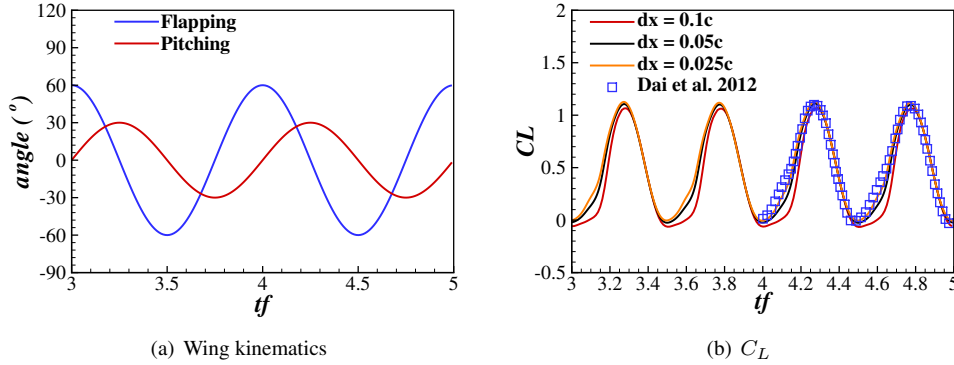 120
90
60
30
0
-30
-60
-90
angle (°)
Flapping
Pitching
3
3.5
4
4.5
5
tf
(a) Wing kinematics
2
1.5
1
0.5
0
-0.5
CL
dx = 0.1c
dx = 0.05c
dx = 0.025c
Dai et al. 2012
3
3.2
3.4
3.6
3.8
4
4.2
4.4
4.6
4.8
5
tf
(b) C_L